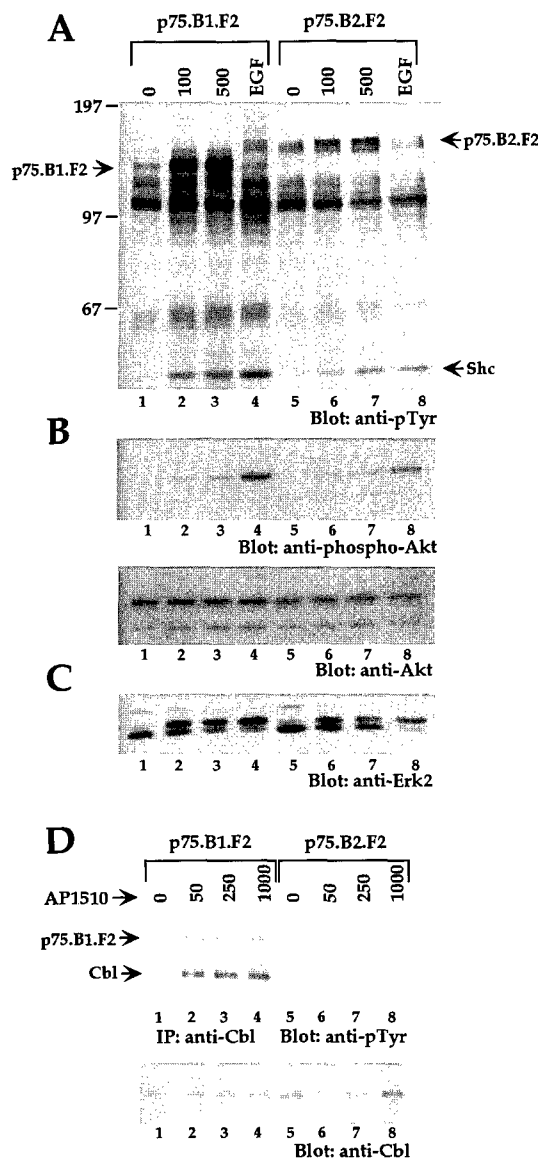 A
p75.B1.F2 p75.B2.F2
0 100 500 EGF 0 100 500 EGF
197
p75.B2.F2
p75.B1.F2
97
67
Shc
1 2 3 4 5 6 7 8
Blot: anti-pTyr
B
1 2 3 4 5 6 7 8
Blot: anti-phospho-Akt
1 2 3 4 5 6 7 8
Blot: anti-Akt
C
1 2 3 4 5 6 7 8
Blot: anti-Erk2
D
p75.B1.F2 p75.B2.F2
AP1510 0 50 250 1000 0 50 250 1000
p75.B1.F2
Cbl
1 2 3 4 5 6 7 8
IP: anti-Cbl Blot: anti-pTyr
1 2 3 4 5 6 7 8
Blot: anti-Cbl